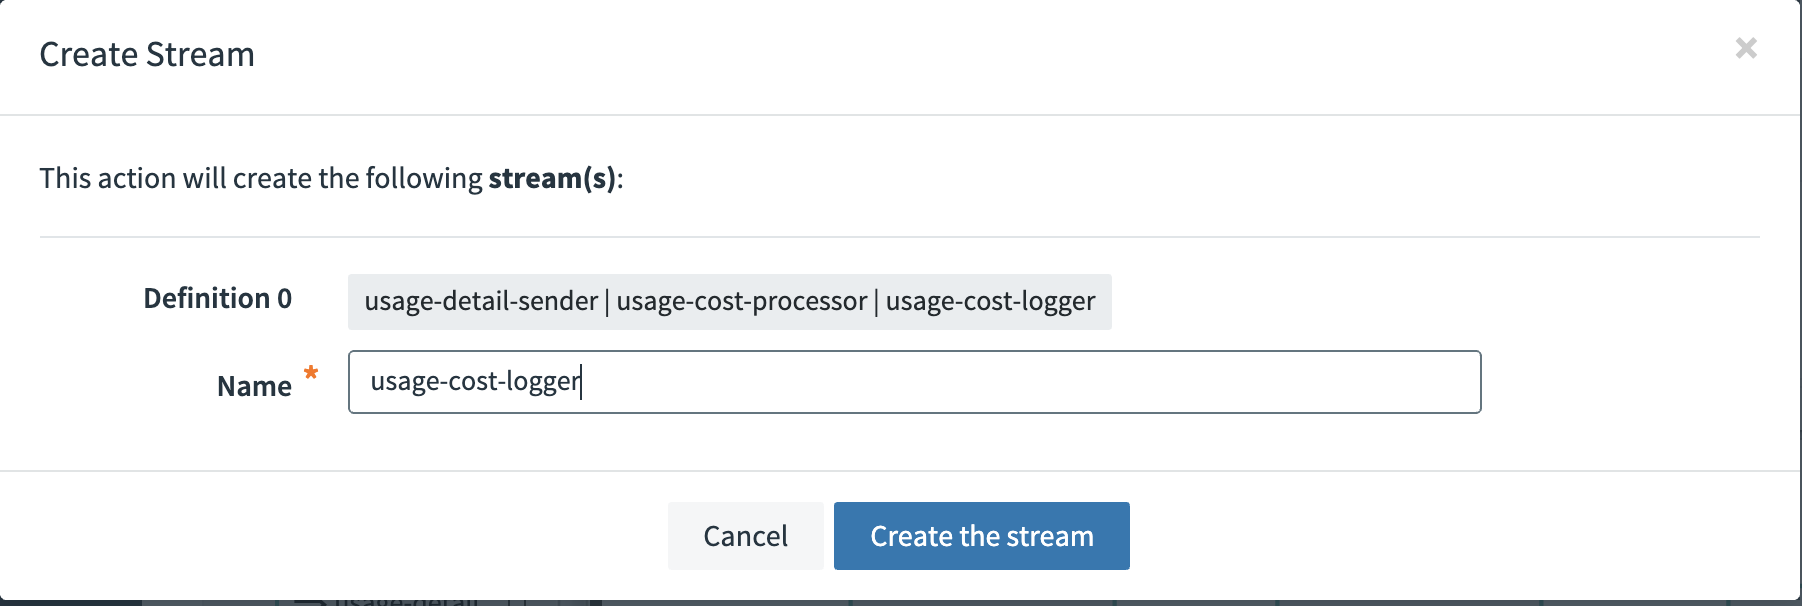 Create Stream
×
This action will create the following stream(s):
Definition 0 usage-detail-sender | usage-cost-processor | usage-cost-logger
Name * usage-cost-logger
Cancel Create the stream